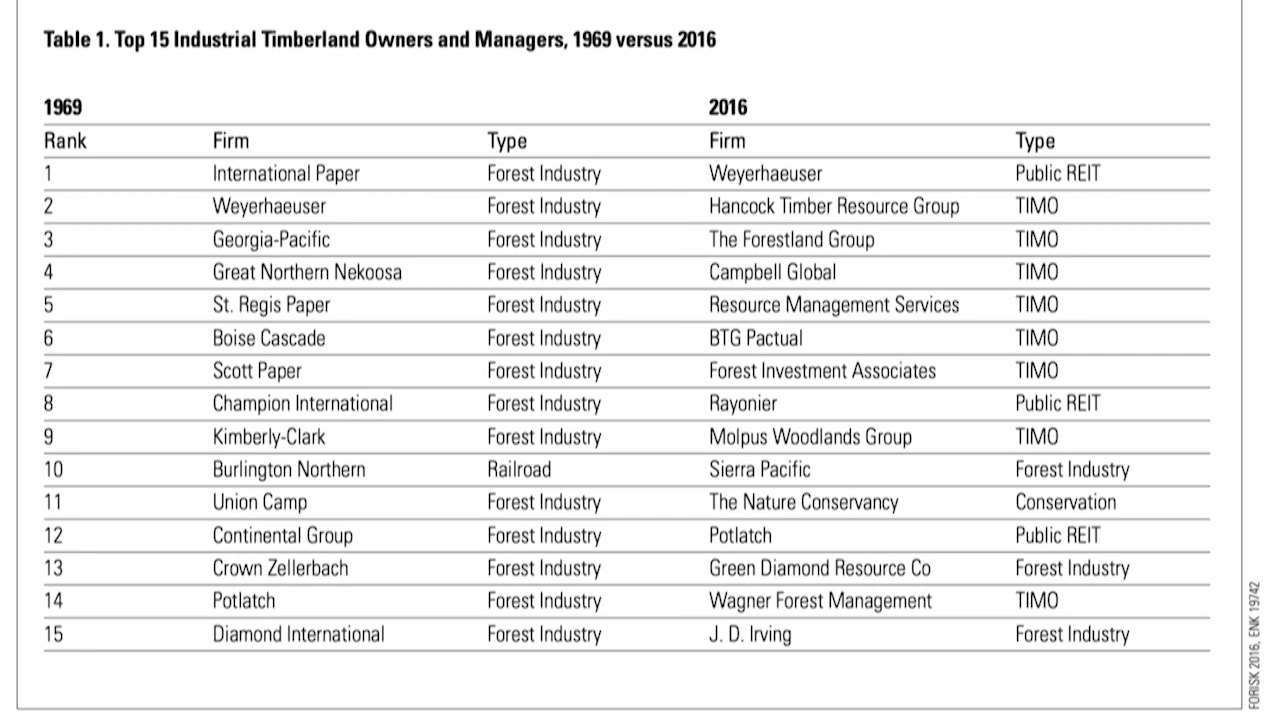 Table 1. Top 15 Industrial Timberland Owners and Managers, 1969 versus 2016
1969 2016
Rank Firm Type Firm Type
1 International Paper Forest Industry Weyerhaeuser Public REIT
2 Weyerhaeuser Forest Industry Hancock Timber Resource Group TIMO
3 Georgia-Pacific Forest Industry The Forestland Group TIMO
4 Great Northern Nekoosa Forest Industry Campbell Global TIMO
5 St. Regis Paper Forest Industry Resource Management Services TIMO
6 Boise Cascade Forest Industry BTG Pactual TIMO
7 Scott Paper Forest Industry Forest Investment Associates TIMO
8 Champion International Forest Industry Rayonier Public REIT
9 Kimberly-Clark Forest Industry Molpus Woodlands Group TIMO
10 Burlington Northern Railroad Sierra Pacific Forest Industry
11 Union Camp Forest Industry The Nature Conservancy Conservation
12 Continental Group Forest Industry Potlatch Public REIT
13 Crown Zellerbach Forest Industry Green Diamond Resource Co Forest Industry
14 Potlatch Forest Industry Wagner Forest Management TIMO
15 Diamond International Forest Industry J. D. Irving Forest Industry
FORISK 2016, ENK 19742